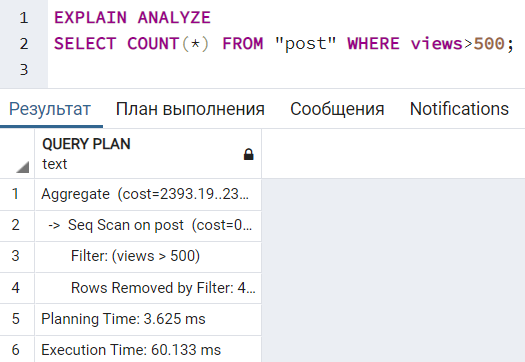 1 EXPLAIN ANALYZE
2 SELECT COUNT(*) FROM "post" WHERE views>500;
3
Результат План выполнения Сообщения Notifications
QUERY PLAN
text
1 Aggregate (cost=2393.19..23...
2 -> Seq Scan on post (cost=0...
3 Filter: (views > 500)
4 Rows Removed by Filter: 4...
5 Planning Time: 3.625 ms
6 Execution Time: 60.133 ms